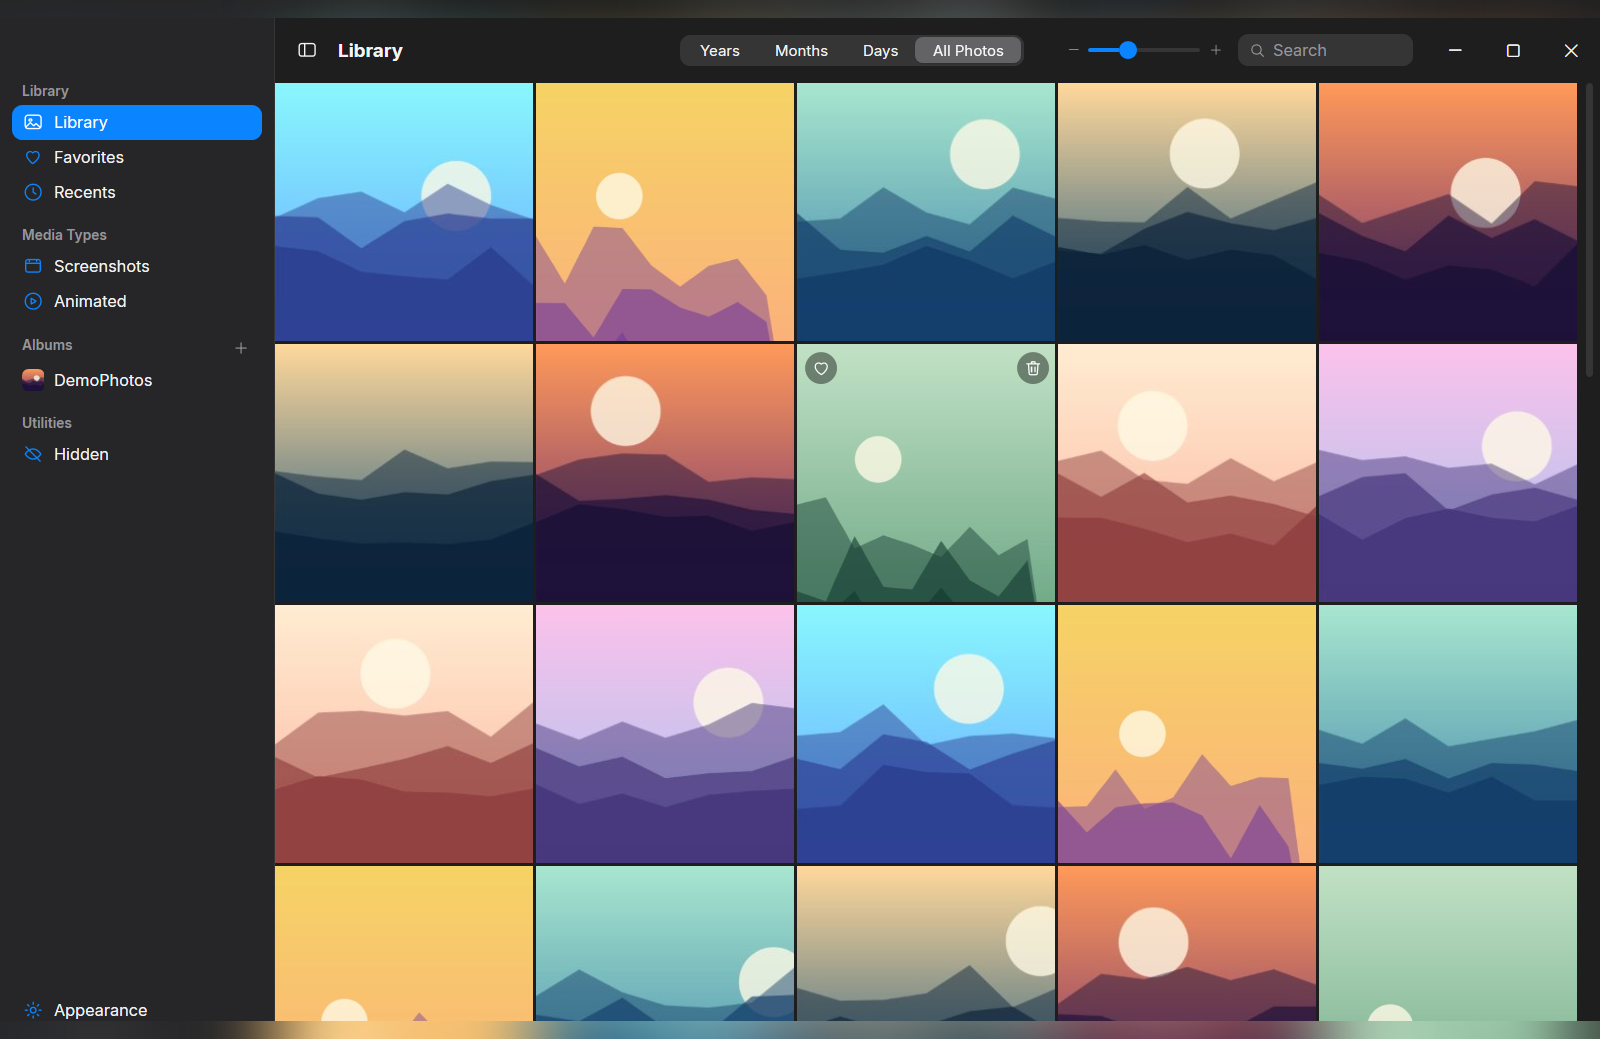 Library
Years
Months
Days
All Photos
Search
Library
Library
Favorites
Recents
Media Types
Screenshots
Animated
Albums
DemoPhotos
Utilities
Hidden
Appearance